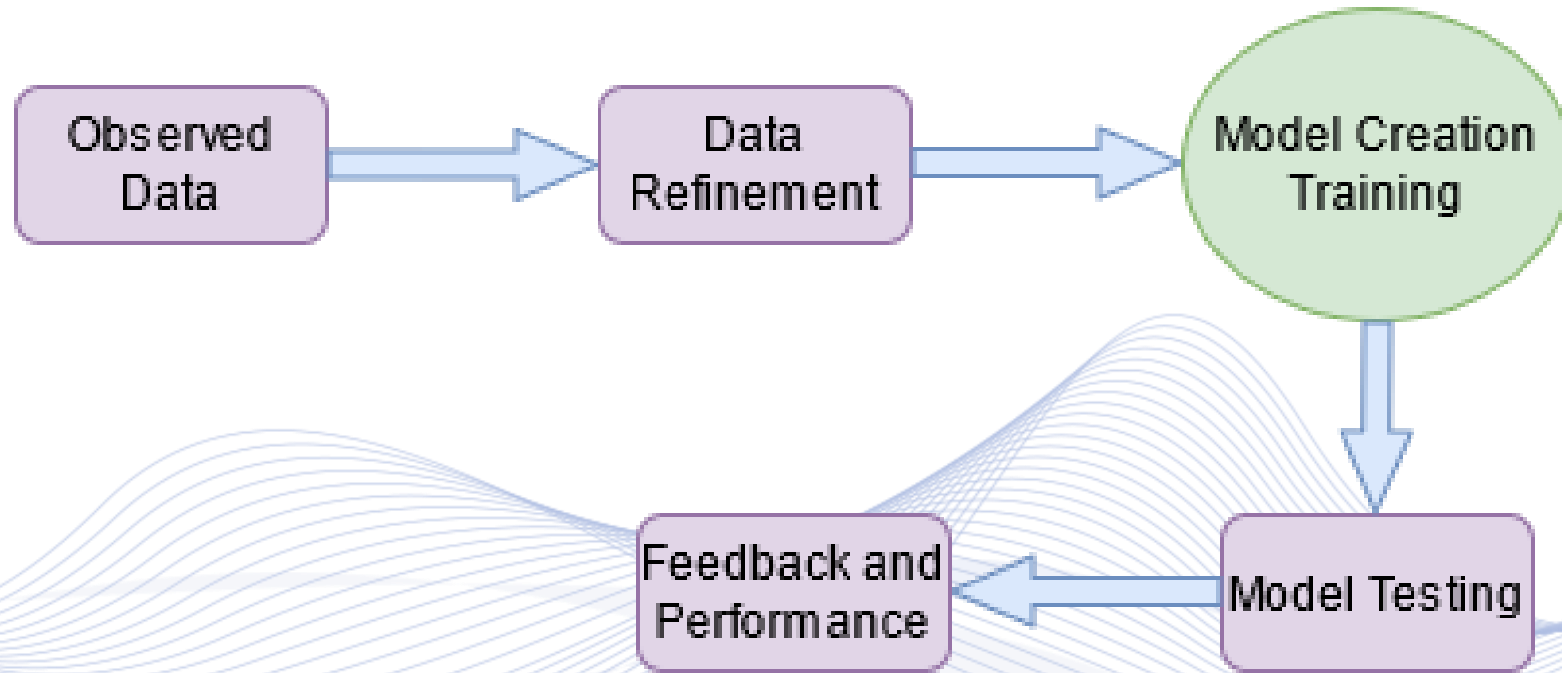 Observed
Data
Data
Refinement
Model Creation
Training
Feedback and
Performance
Model Testing